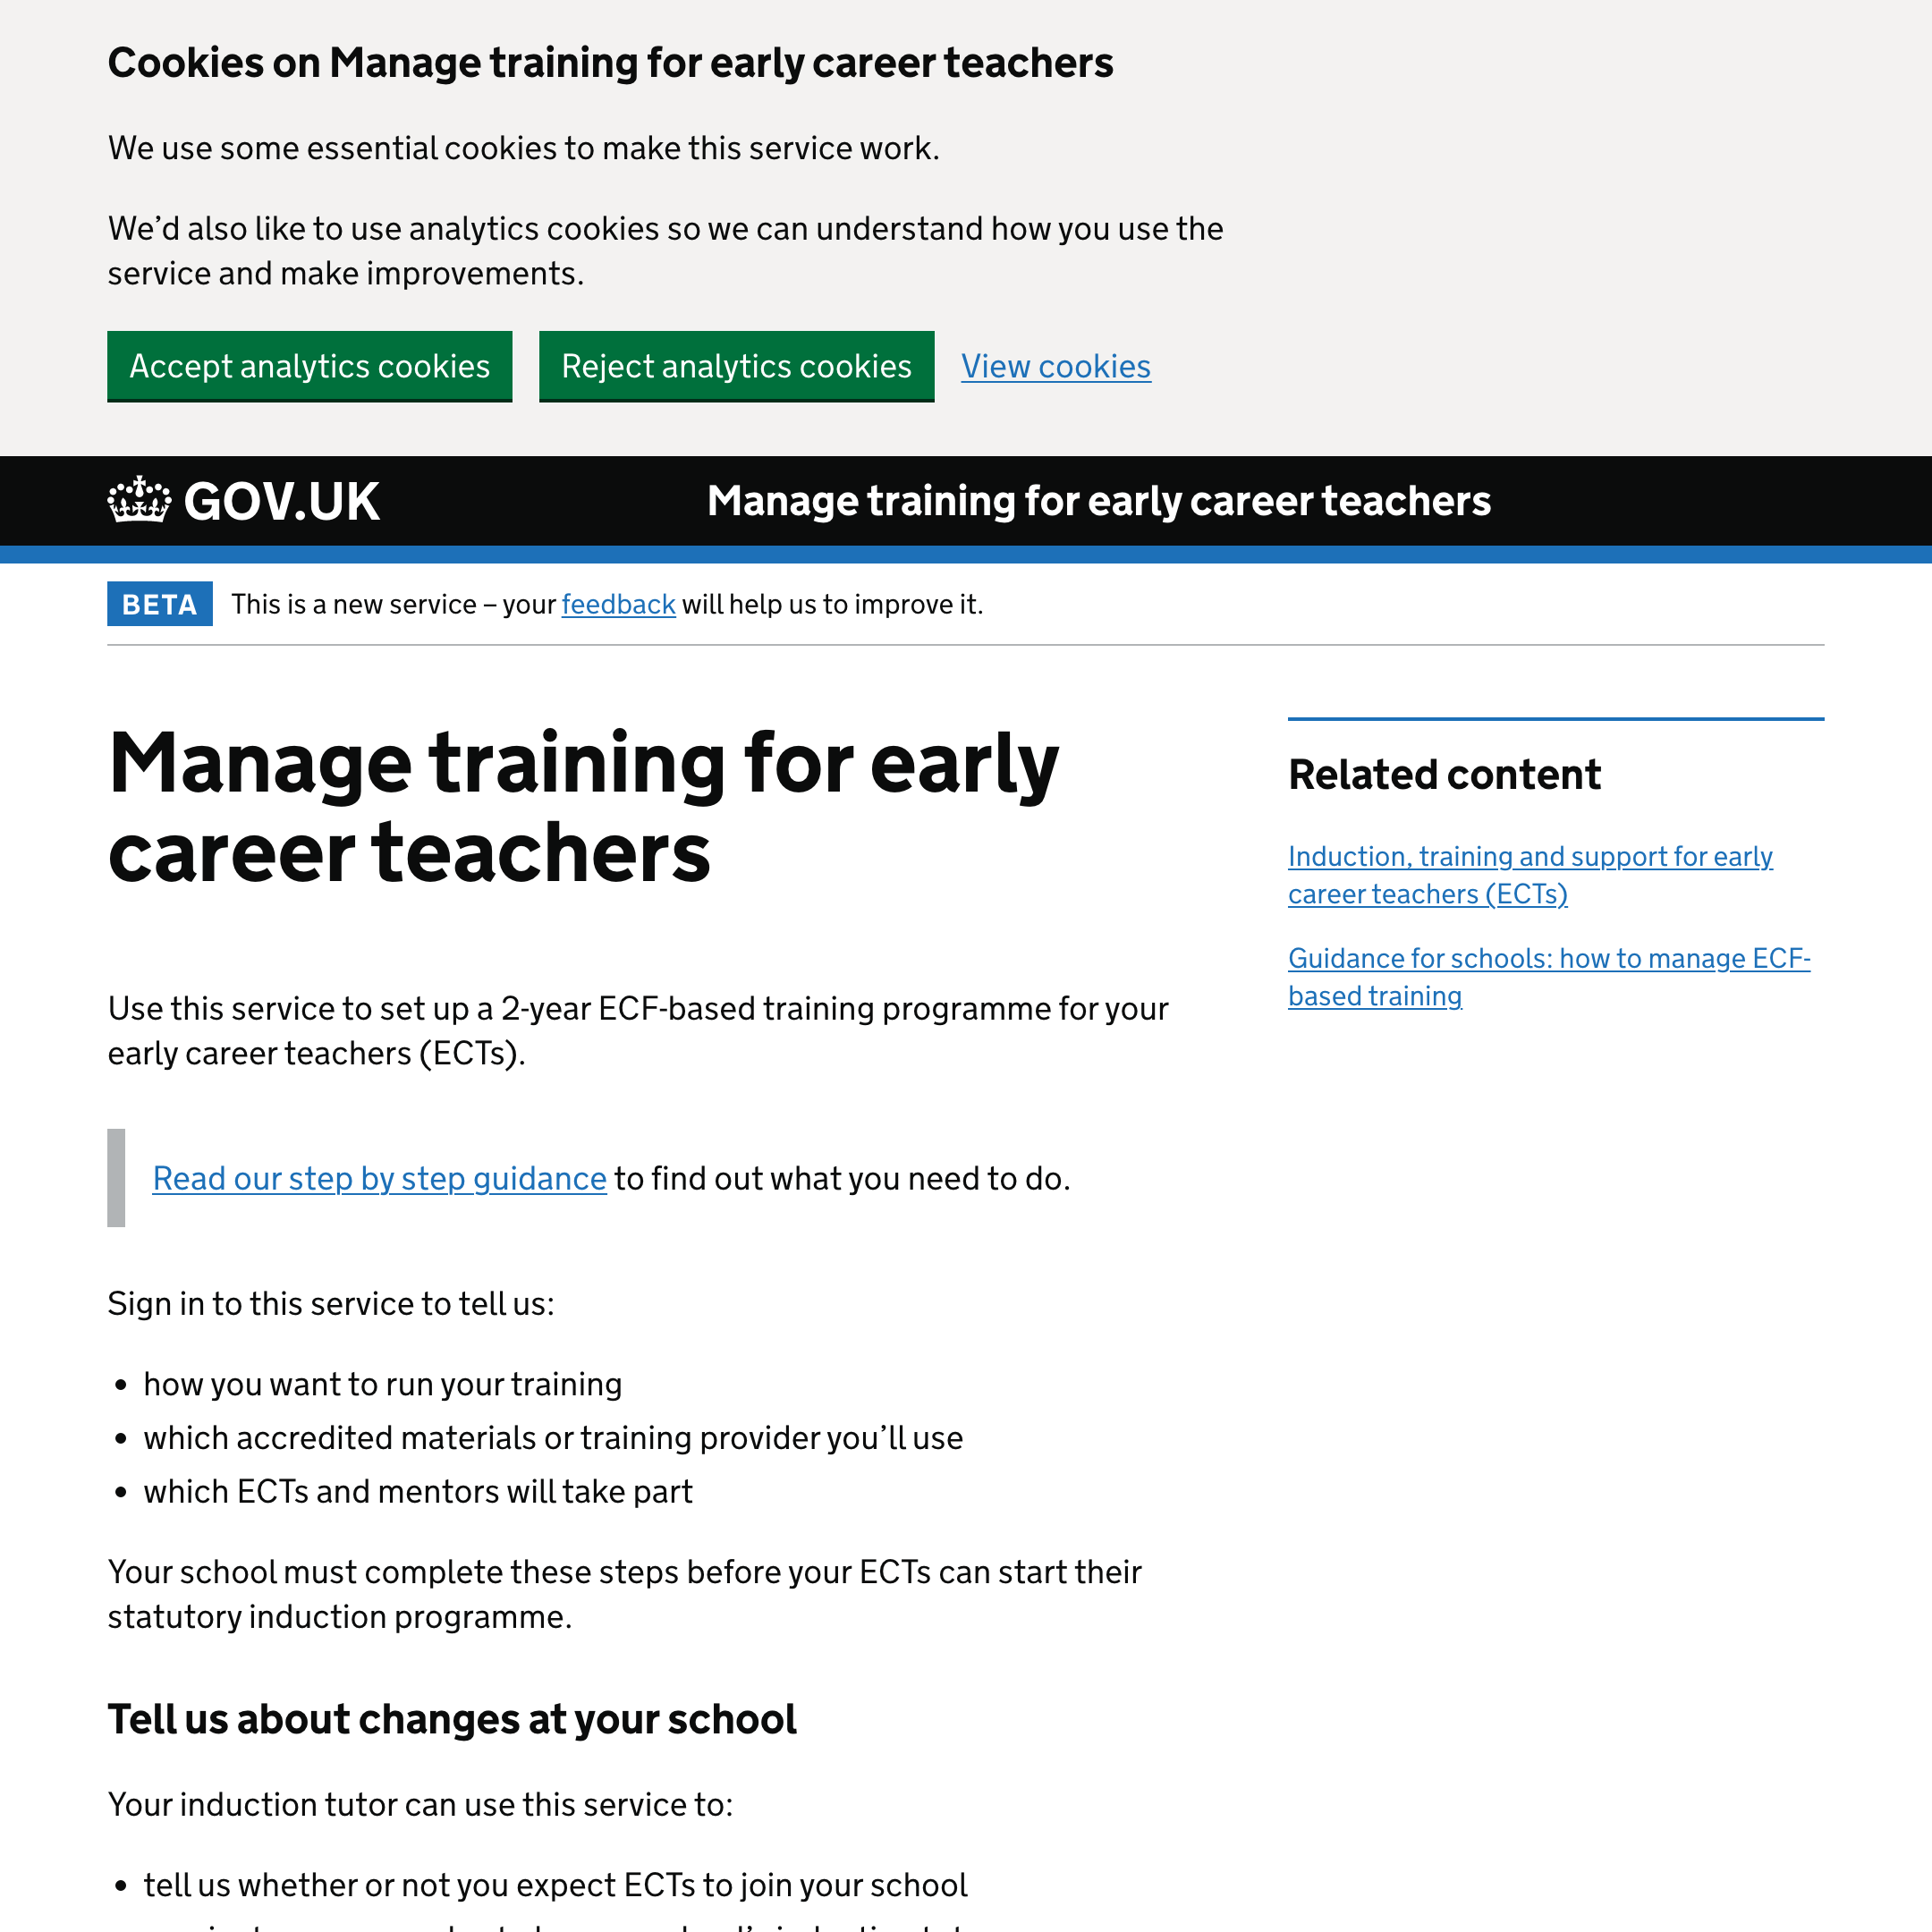 Cookies on Manage training for early career teachers
We use some essential cookies to make this service work.
We’d also like to use analytics cookies so we can understand how you use the
service and make improvements.
Accept analytics cookies
Reject analytics cookies
View cookies
GOV.UK
Manage training for early career teachers
BETA
This is a new service – your feedback will help us to improve it.
Manage training for early
career teachers
Use this service to set up a 2-year ECF-based training programme for your
early career teachers (ECTs).
Read our step by step guidance to find out what you need to do.
Sign in to this service to tell us:
• how you want to run your training
• which accredited materials or training provider you’ll use
• which ECTs and mentors will take part
Your school must complete these steps before your ECTs can start their
statutory induction programme.
Tell us about changes at your school
Your induction tutor can use this service to:
• tell us whether or not you expect ECTs to join your school
Related content
Induction, training and support for early
career teachers (ECTs)
Guidance for schools: how to manage ECF-
based training